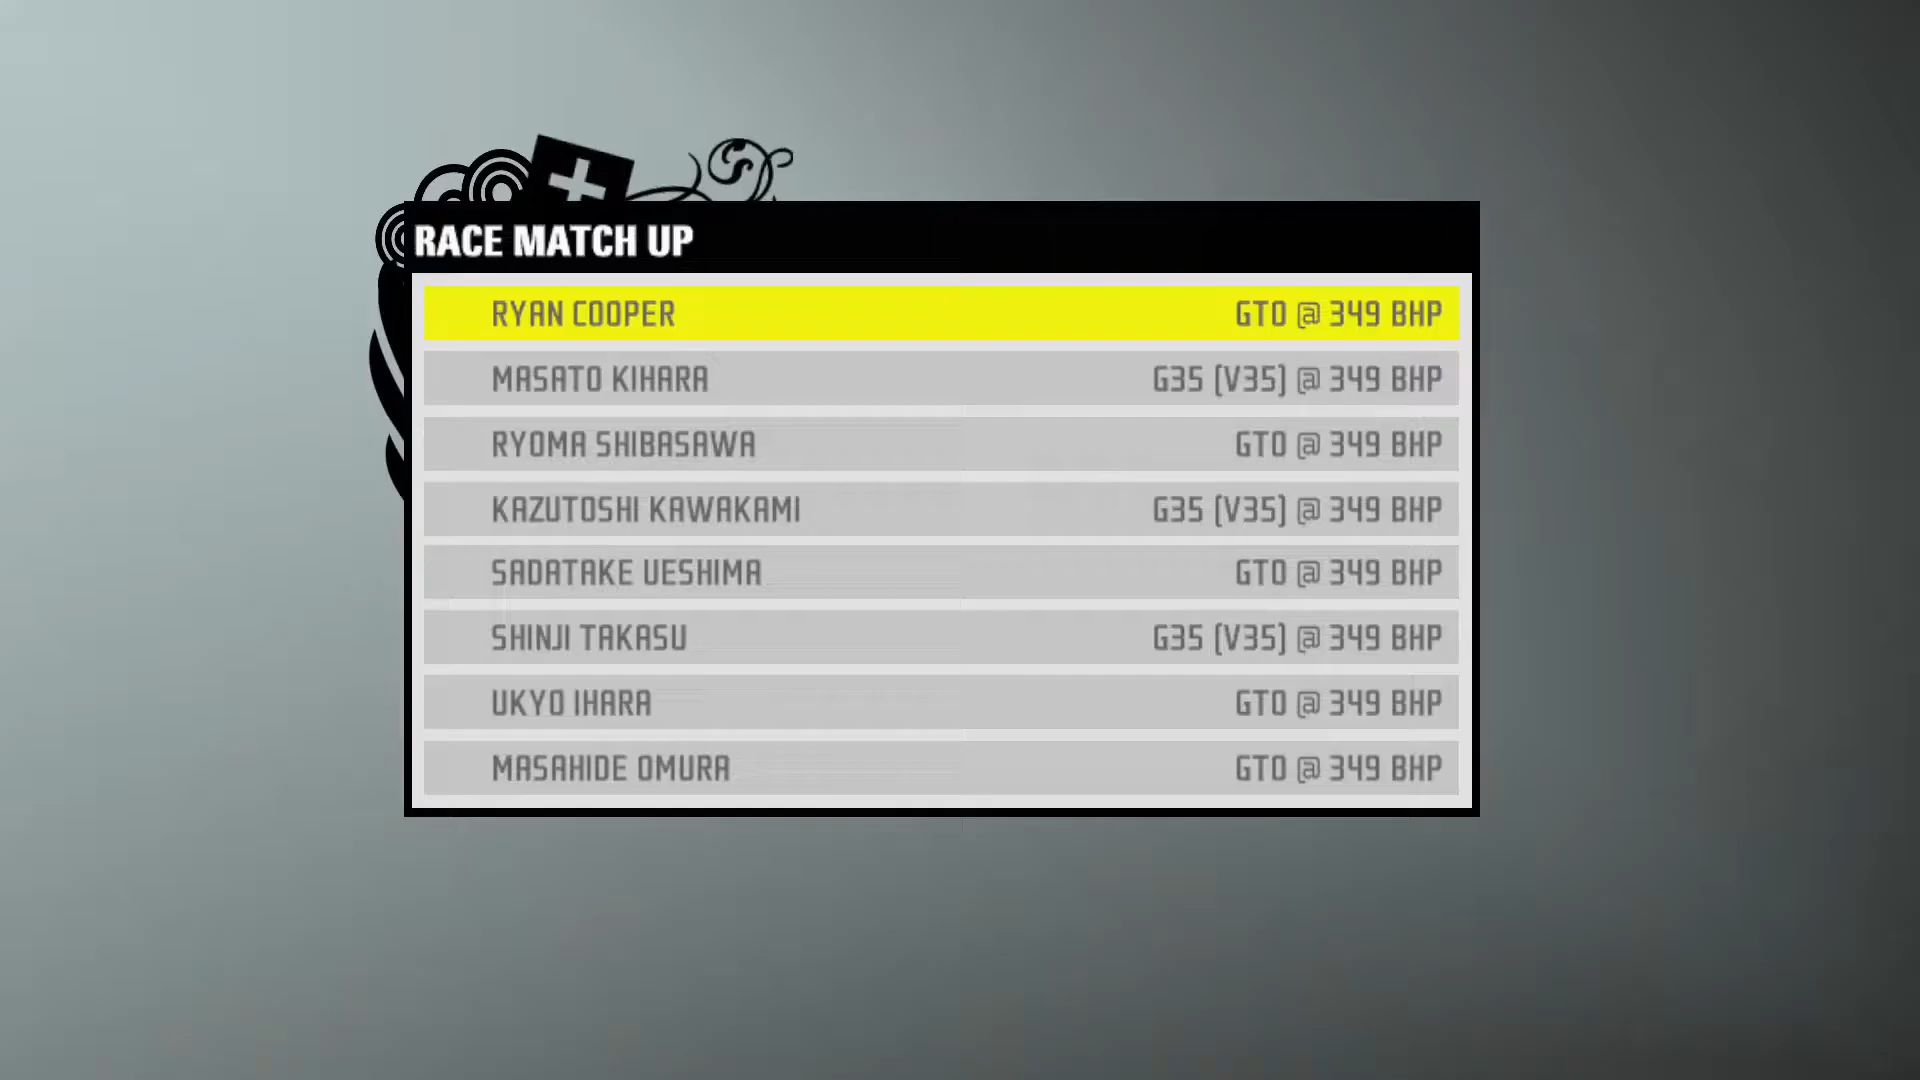 RACE MATCH UP
RYAN COOPER GTO @ 349 BHP
MASATO KIHARA G35 (V35) @ 349 BHP
RYOMA SHIBASAWA GTO @ 349 BHP
KAZUTOSHI KAWAKAMI G35 (V35) @ 349 BHP
SADATAKE UESHIMA GTO @ 349 BHP
SHINJI TAKASU G35 (V35) @ 349 BHP
UKYO IHARA GTO @ 349 BHP
MASAHIDE OMURA GTO @ 349 BHP